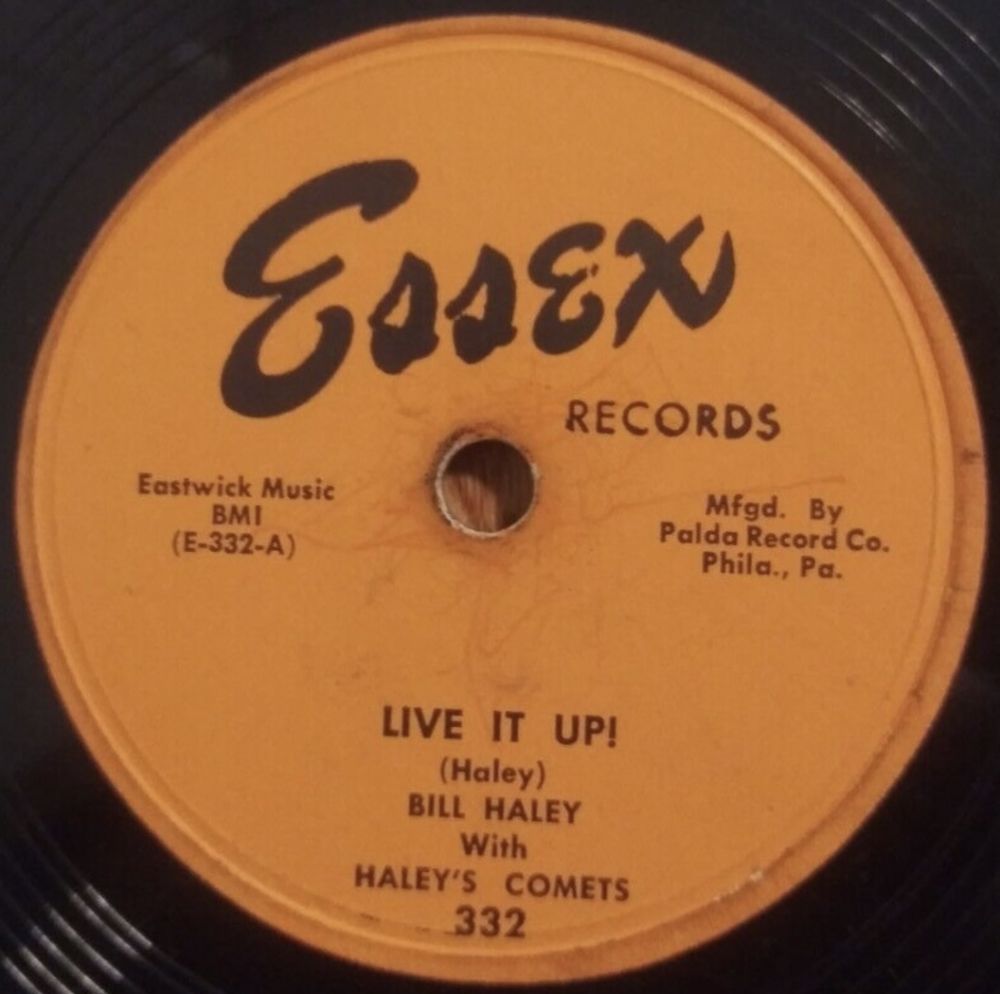 Essex
RECORDS
Eastwick Music
BMI
(E-332-A)
Mfgd. By
Palda Record Co.
Phila., Pa.
LIVE IT UP!
(Haley)
BILL HALEY
With
HALEY'S COMETS
332